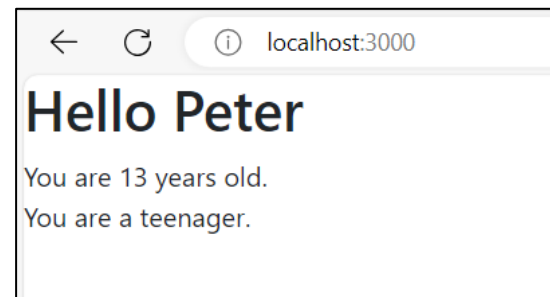 localhost:3000
Hello Peter
You are 13 years old.
You are a teenager.